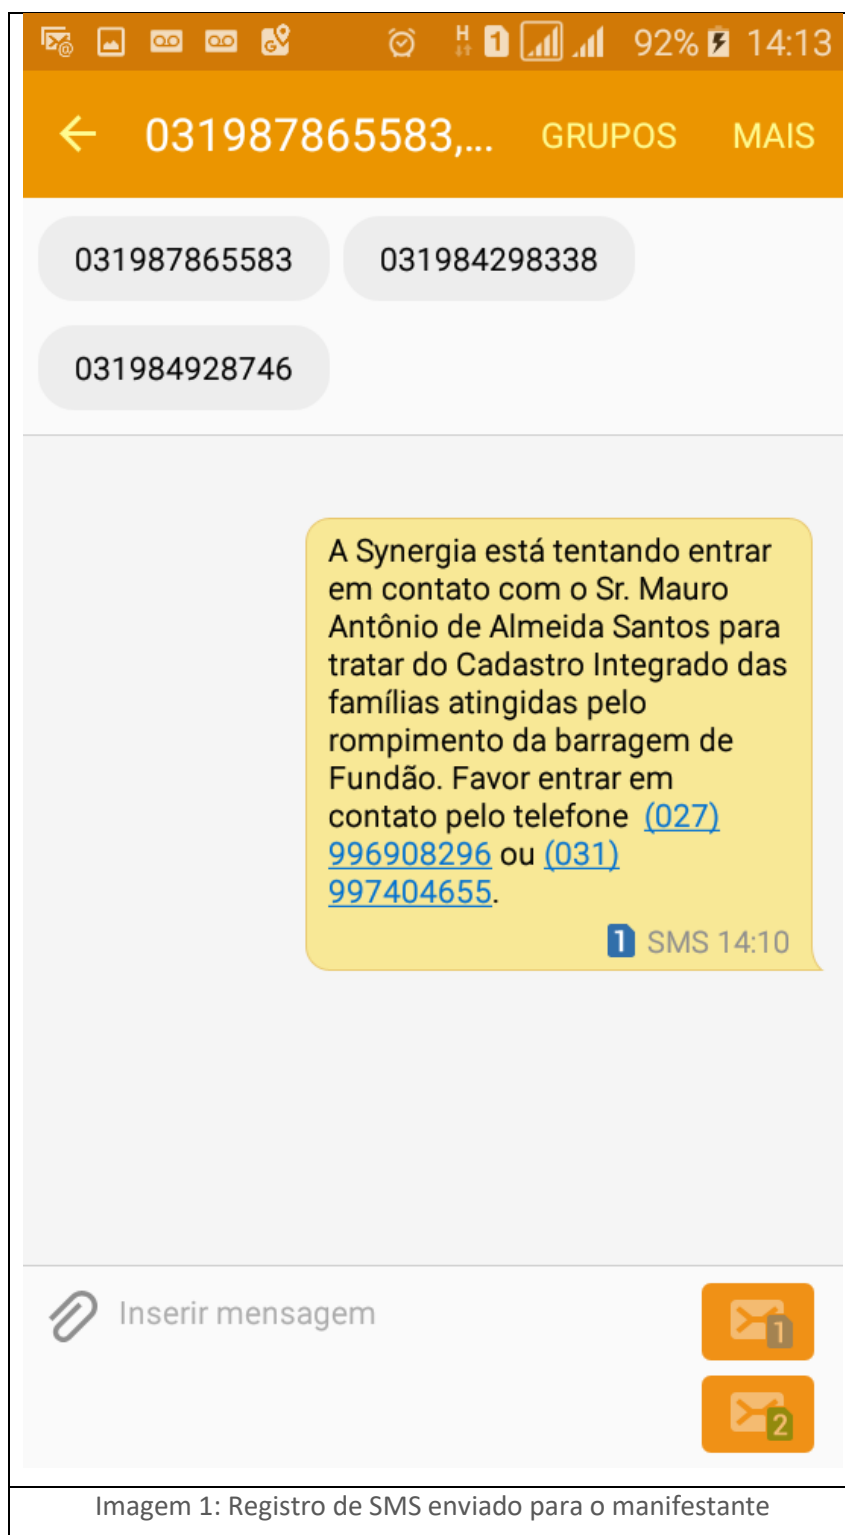 92% 14:13
031987865583,... GRUPOS MAIS
031987865583 031984298338
031984928746
A Synergia está tentando entrar
em contato com o Sr. Mauro
Antônio de Almeida Santos para
tratar do Cadastro Integrado das
famílias atingidas pelo
rompimento da barragem de
Fundão. Favor entrar em
contato pelo telefone (027)
996908296 ou (031)
997404655.
1 SMS 14:10
Inserir mensagem
1
2
Imagem 1: Registro de SMS enviado para o manifestante